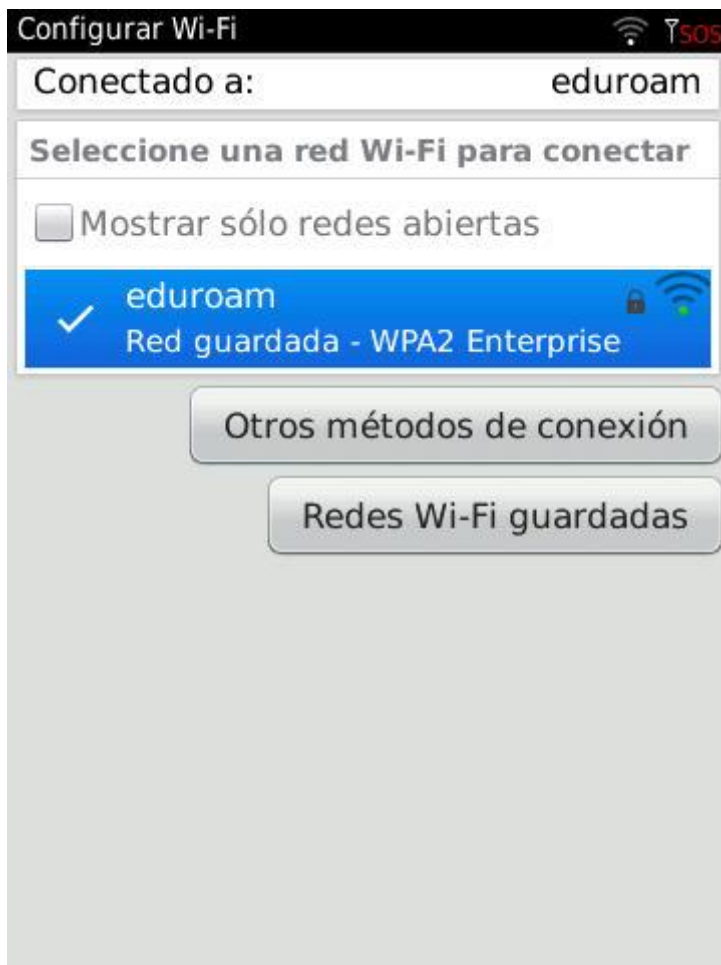 Configurar Wi-Fi SOS
Conectado a: eduroam
Seleccione una red Wi-Fi para conectar
Mostrar sólo redes abiertas
eduroam
Red guardada - WPA2 Enterprise
Otros métodos de conexión
Redes Wi-Fi guardadas